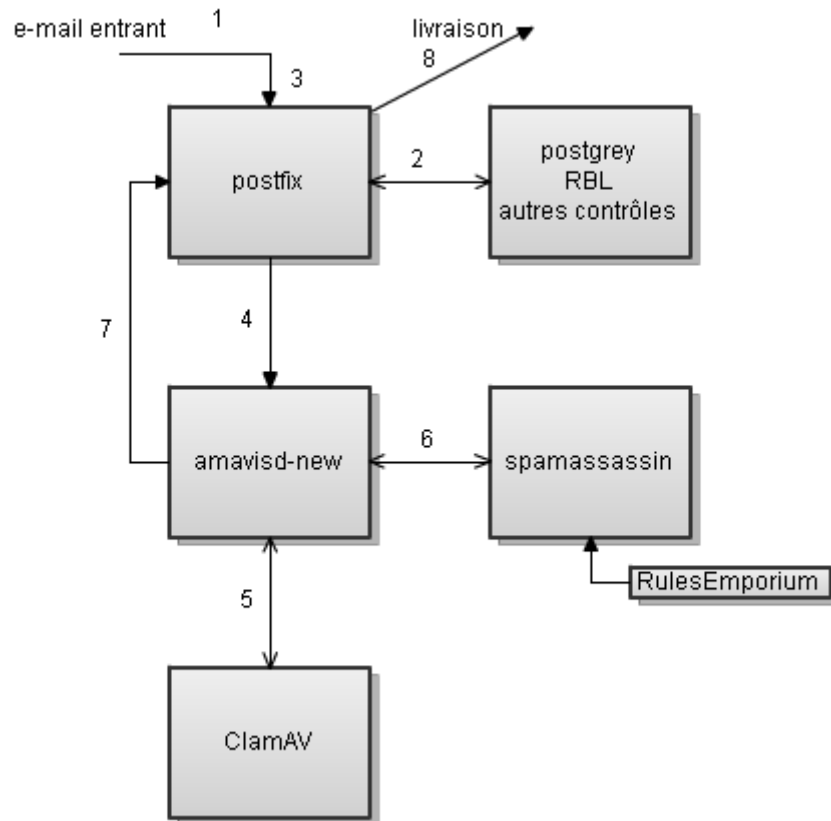 1
e-mail entrant
livraison
8
3
postfix
2
postgrey
RBL
autres contrôles
4
7
amavisd-new
6
spamassassin
RulesEmporium
5
ClamAV